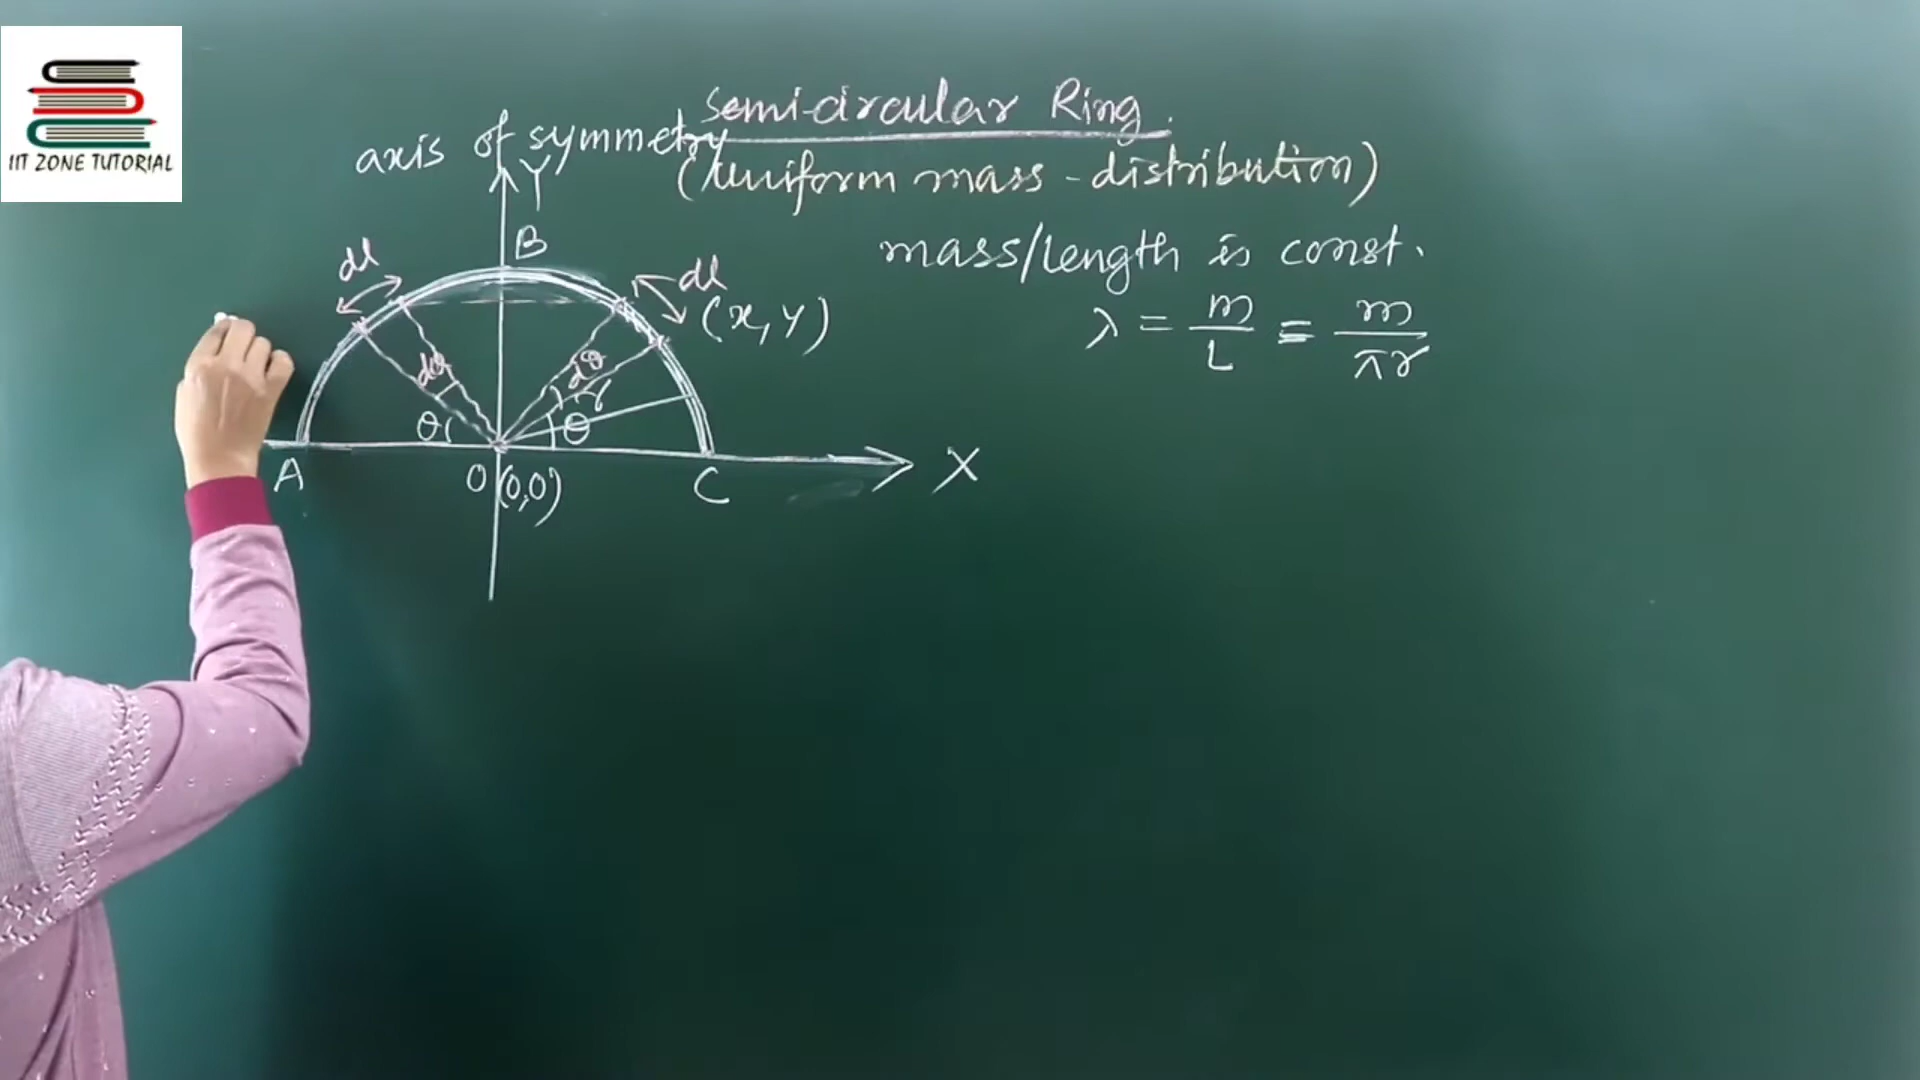 IIT ZONE TUTORIAL
Semi-circular Ring.
axis of symmetry
(Uniform mass - distribution)
Y
B
mass/length is const.
dl
dl
(x, y)
λ = m/L = m/πr
dθ
dθ
r
θ
θ
A
O (0,0)
C
X